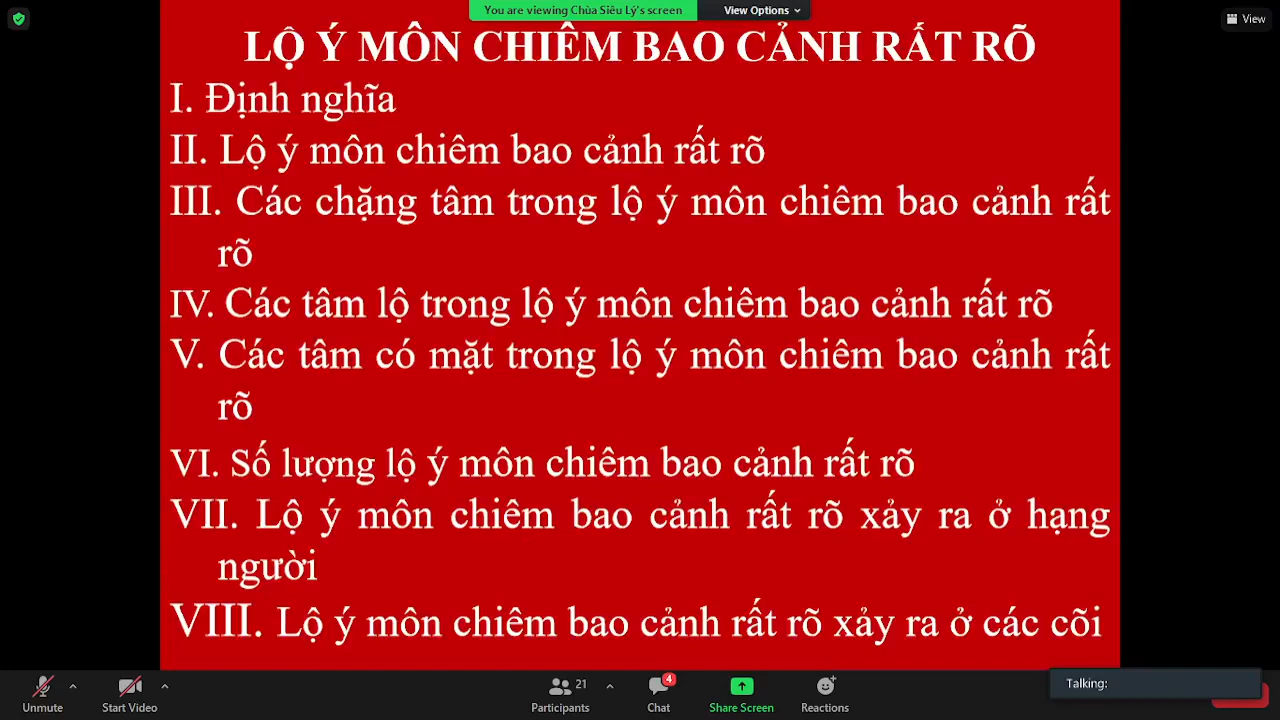 You are viewing Chùa Siêu Lý's screen
View Options
View
LỘ Ý MÔN CHIÊM BAO CẢNH RẤT RÕ
I. Định nghĩa
II. Lộ ý môn chiêm bao cảnh rất rõ
III. Các chặng tâm trong lộ ý môn chiêm bao cảnh rất
rõ
IV. Các tâm lộ trong lộ ý môn chiêm bao cảnh rất rõ
V. Các tâm có mặt trong lộ ý môn chiêm bao cảnh rất
rõ
VI. Số lượng lộ ý môn chiêm bao cảnh rất rõ
VII. Lộ ý môn chiêm bao cảnh rất rõ xảy ra ở hạng
người
VIII. Lộ ý môn chiêm bao cảnh rất rõ xảy ra ở các cõi
Talking:
21
4
Unmute
Start Video
Participants
Chat
Share Screen
Reactions